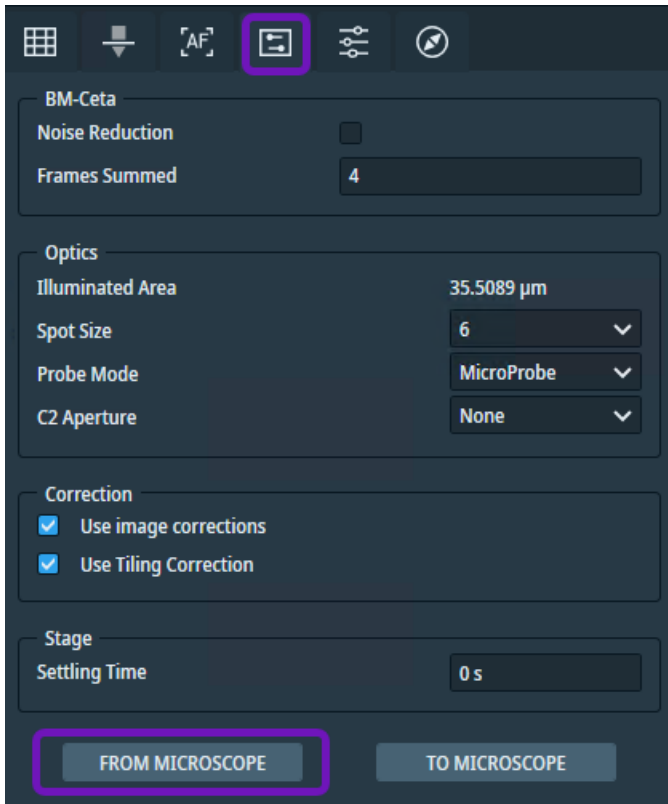 [AF]
BM-Ceta
Noise Reduction
Frames Summed 4
Optics
Illuminated Area 35.5089 µm
Spot Size 6
Probe Mode MicroProbe
C2 Aperture None
Correction
Use image corrections
Use Tiling Correction
Stage
Settling Time 0 s
FROM MICROSCOPE TO MICROSCOPE